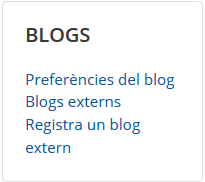 BLOGS
Preferències del blog
Blogs externs
Registra un blog
extern